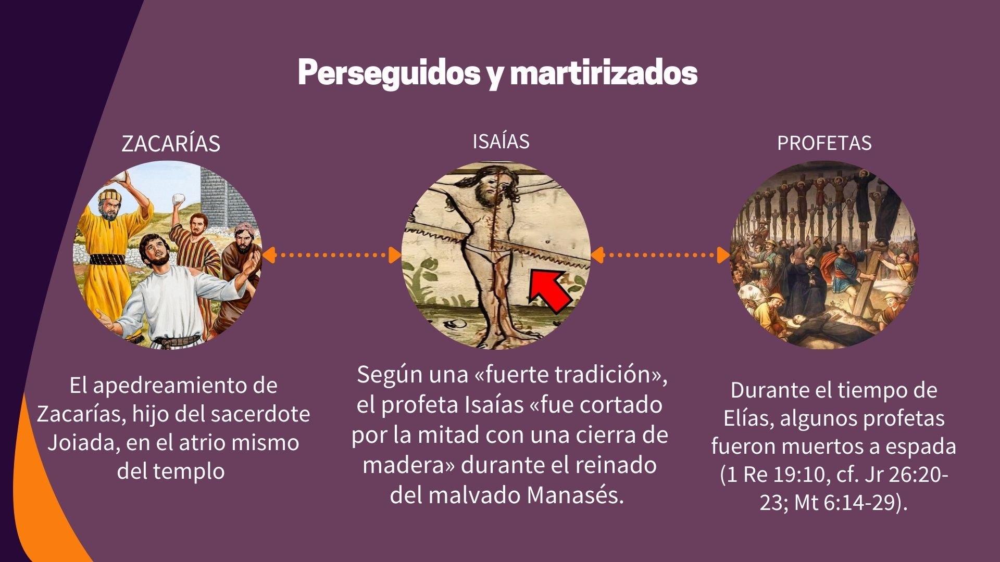 Perseguidos y martirizados
ZACARÍAS
El apedreamiento de
Zacarías, hijo del sacerdote
Joiada, en el atrio mismo
del templo
ISAÍAS
Según una «fuerte tradición»,
el profeta Isaías «fue cortado
por la mitad con una cierra de
madera» durante el reinado
del malvado Manasés.
PROFETAS
Durante el tiempo de
Elías, algunos profetas
fueron muertos a espada
(1 Re 19:10, cf. Jr 26:20-
23; Mt 6:14-29).